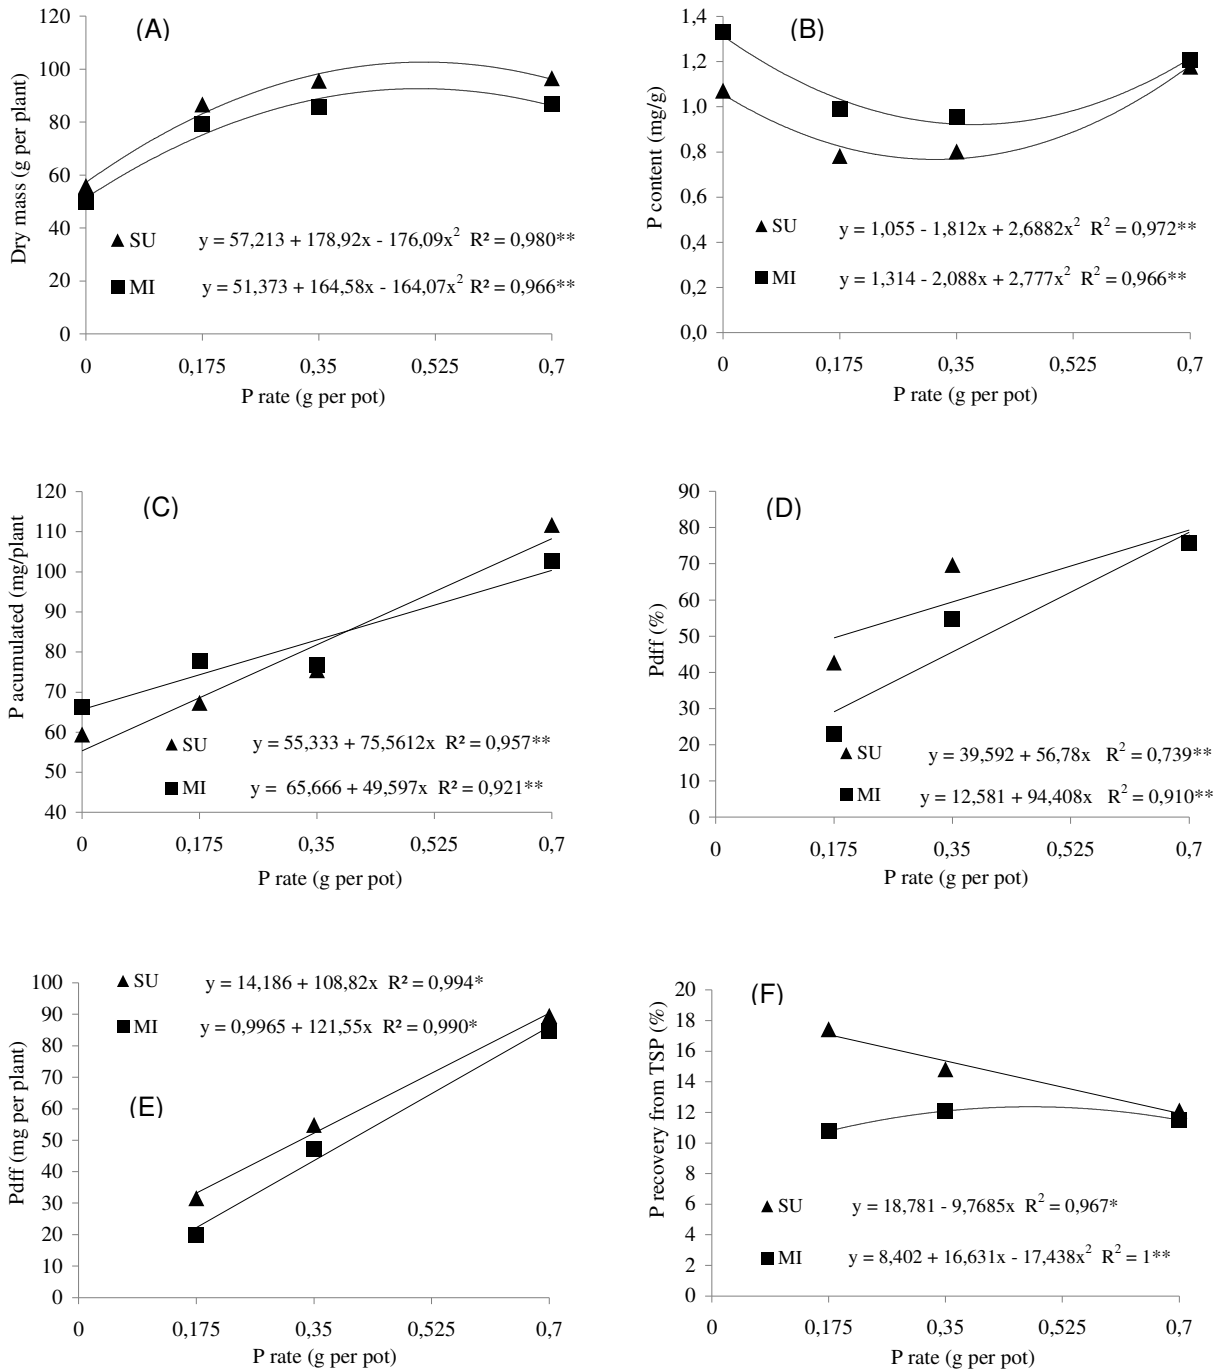 (A)
Dry mass (g per plant)
120
100
80
60
40
20
0
SU y = 57,213 + 178,92x - 176,09x² R² = 0,980**
MI y = 51,373 + 164,58x - 164,07x² R² = 0,966**
0 0,175 0,35 0,525 0,7
P rate (g per pot)
(B)
P content (mg/g)
1,4
1,2
1,0
0,8
0,6
0,4
0,2
0,0
SU y = 1,055 - 1,812x + 2,6882x² R² = 0,972**
MI y = 1,314 - 2,088x + 2,777x² R² = 0,966**
0 0,175 0,35 0,525 0,7
P rate (g per pot)
(C)
P acumulated (mg/plant
120
110
100
90
80
70
60
50
40
SU y = 55,333 + 75,5612x R² = 0,957**
MI y = 65,666 + 49,597x R² = 0,921**
0 0,175 0,35 0,525 0,7
P rate (g per pot)
(D)
Pdff (%)
90
80
70
60
50
40
30
20
10
0
SU y = 39,592 + 56,78x R² = 0,739**
MI y = 12,581 + 94,408x R² = 0,910**
0 0,175 0,35 0,525 0,7
P rate (g per pot)
SU y = 14,186 + 108,82x R² = 0,994*
MI y = 0,9965 + 121,55x R² = 0,990*
(E)
Pdff (mg per plant)
100
90
80
70
60
50
40
30
20
10
0
0 0,175 0,35 0,525 0,7
P rate (g per pot)
(F)
P recovery from TSP (%)
20
18
16
14
12
10
8
6
4
2
0
SU y = 18,781 - 9,7685x R² = 0,967*
MI y = 8,402 + 16,631x - 17,438x² R² = 1**
0 0,175 0,35 0,525 0,7
P rate (g per pot)